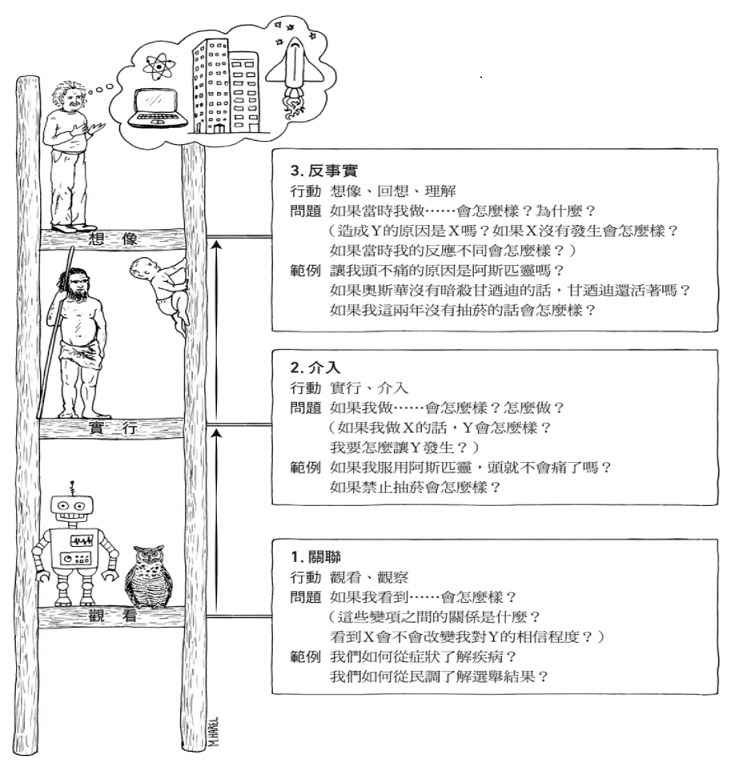 想像
3. 反事實
行動 想像、回想、理解
問題 如果當時我做……會怎麼樣？為什麼？
（造成Y的原因是X嗎？如果X沒有發生會怎麼樣？
如果當時我的反應不同會怎麼樣？）
範例 讓我頭不痛的原因是阿斯匹靈嗎？
如果奧斯華沒有暗殺甘迺迪的話，甘迺迪還活著嗎？
如果我這兩年沒有抽菸的話會怎麼樣？
實行
2. 介入
行動 實行、介入
問題 如果我做……會怎麼樣？怎麼做？
（如果我做X的話，Y會怎麼樣？
我要怎麼讓Y發生？）
範例 如果我服用阿斯匹靈，頭就不會痛了嗎？
如果禁止抽菸會怎麼樣？
觀看
1. 關聯
行動 觀看、觀察
問題 如果我看到……會怎麼樣？
（這些變項之間的關係是什麼？
看到X會不會改變我對Y的相信程度？）
範例 我們如何從症狀了解疾病？
我們如何從民調了解選舉結果？
M. HAREL